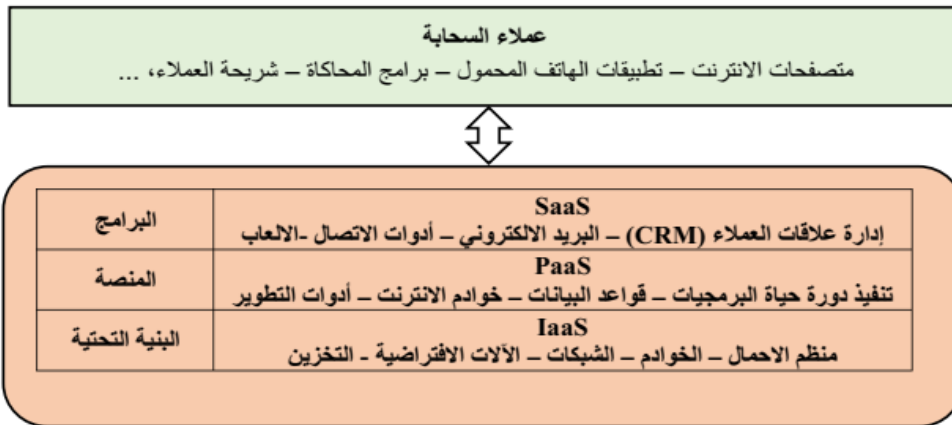 عملاء السحابة
متصفحات الانترنت – تطبيقات الهاتف المحمول – برامج المحاكاة – شريحة العملاء، ...
البرامج
SaaS
إدارة علاقات العملاء (CRM) – البريد الالكتروني – أدوات الاتصال -الالعاب
المنصة
PaaS
تنفيذ دورة حياة البرمجيات – قواعد البيانات – خوادم الانترنت – أدوات التطوير
البنية التحتية
IaaS
منظم الاحمال – الخوادم – الشبكات – الآلات الافتراضية - التخزين